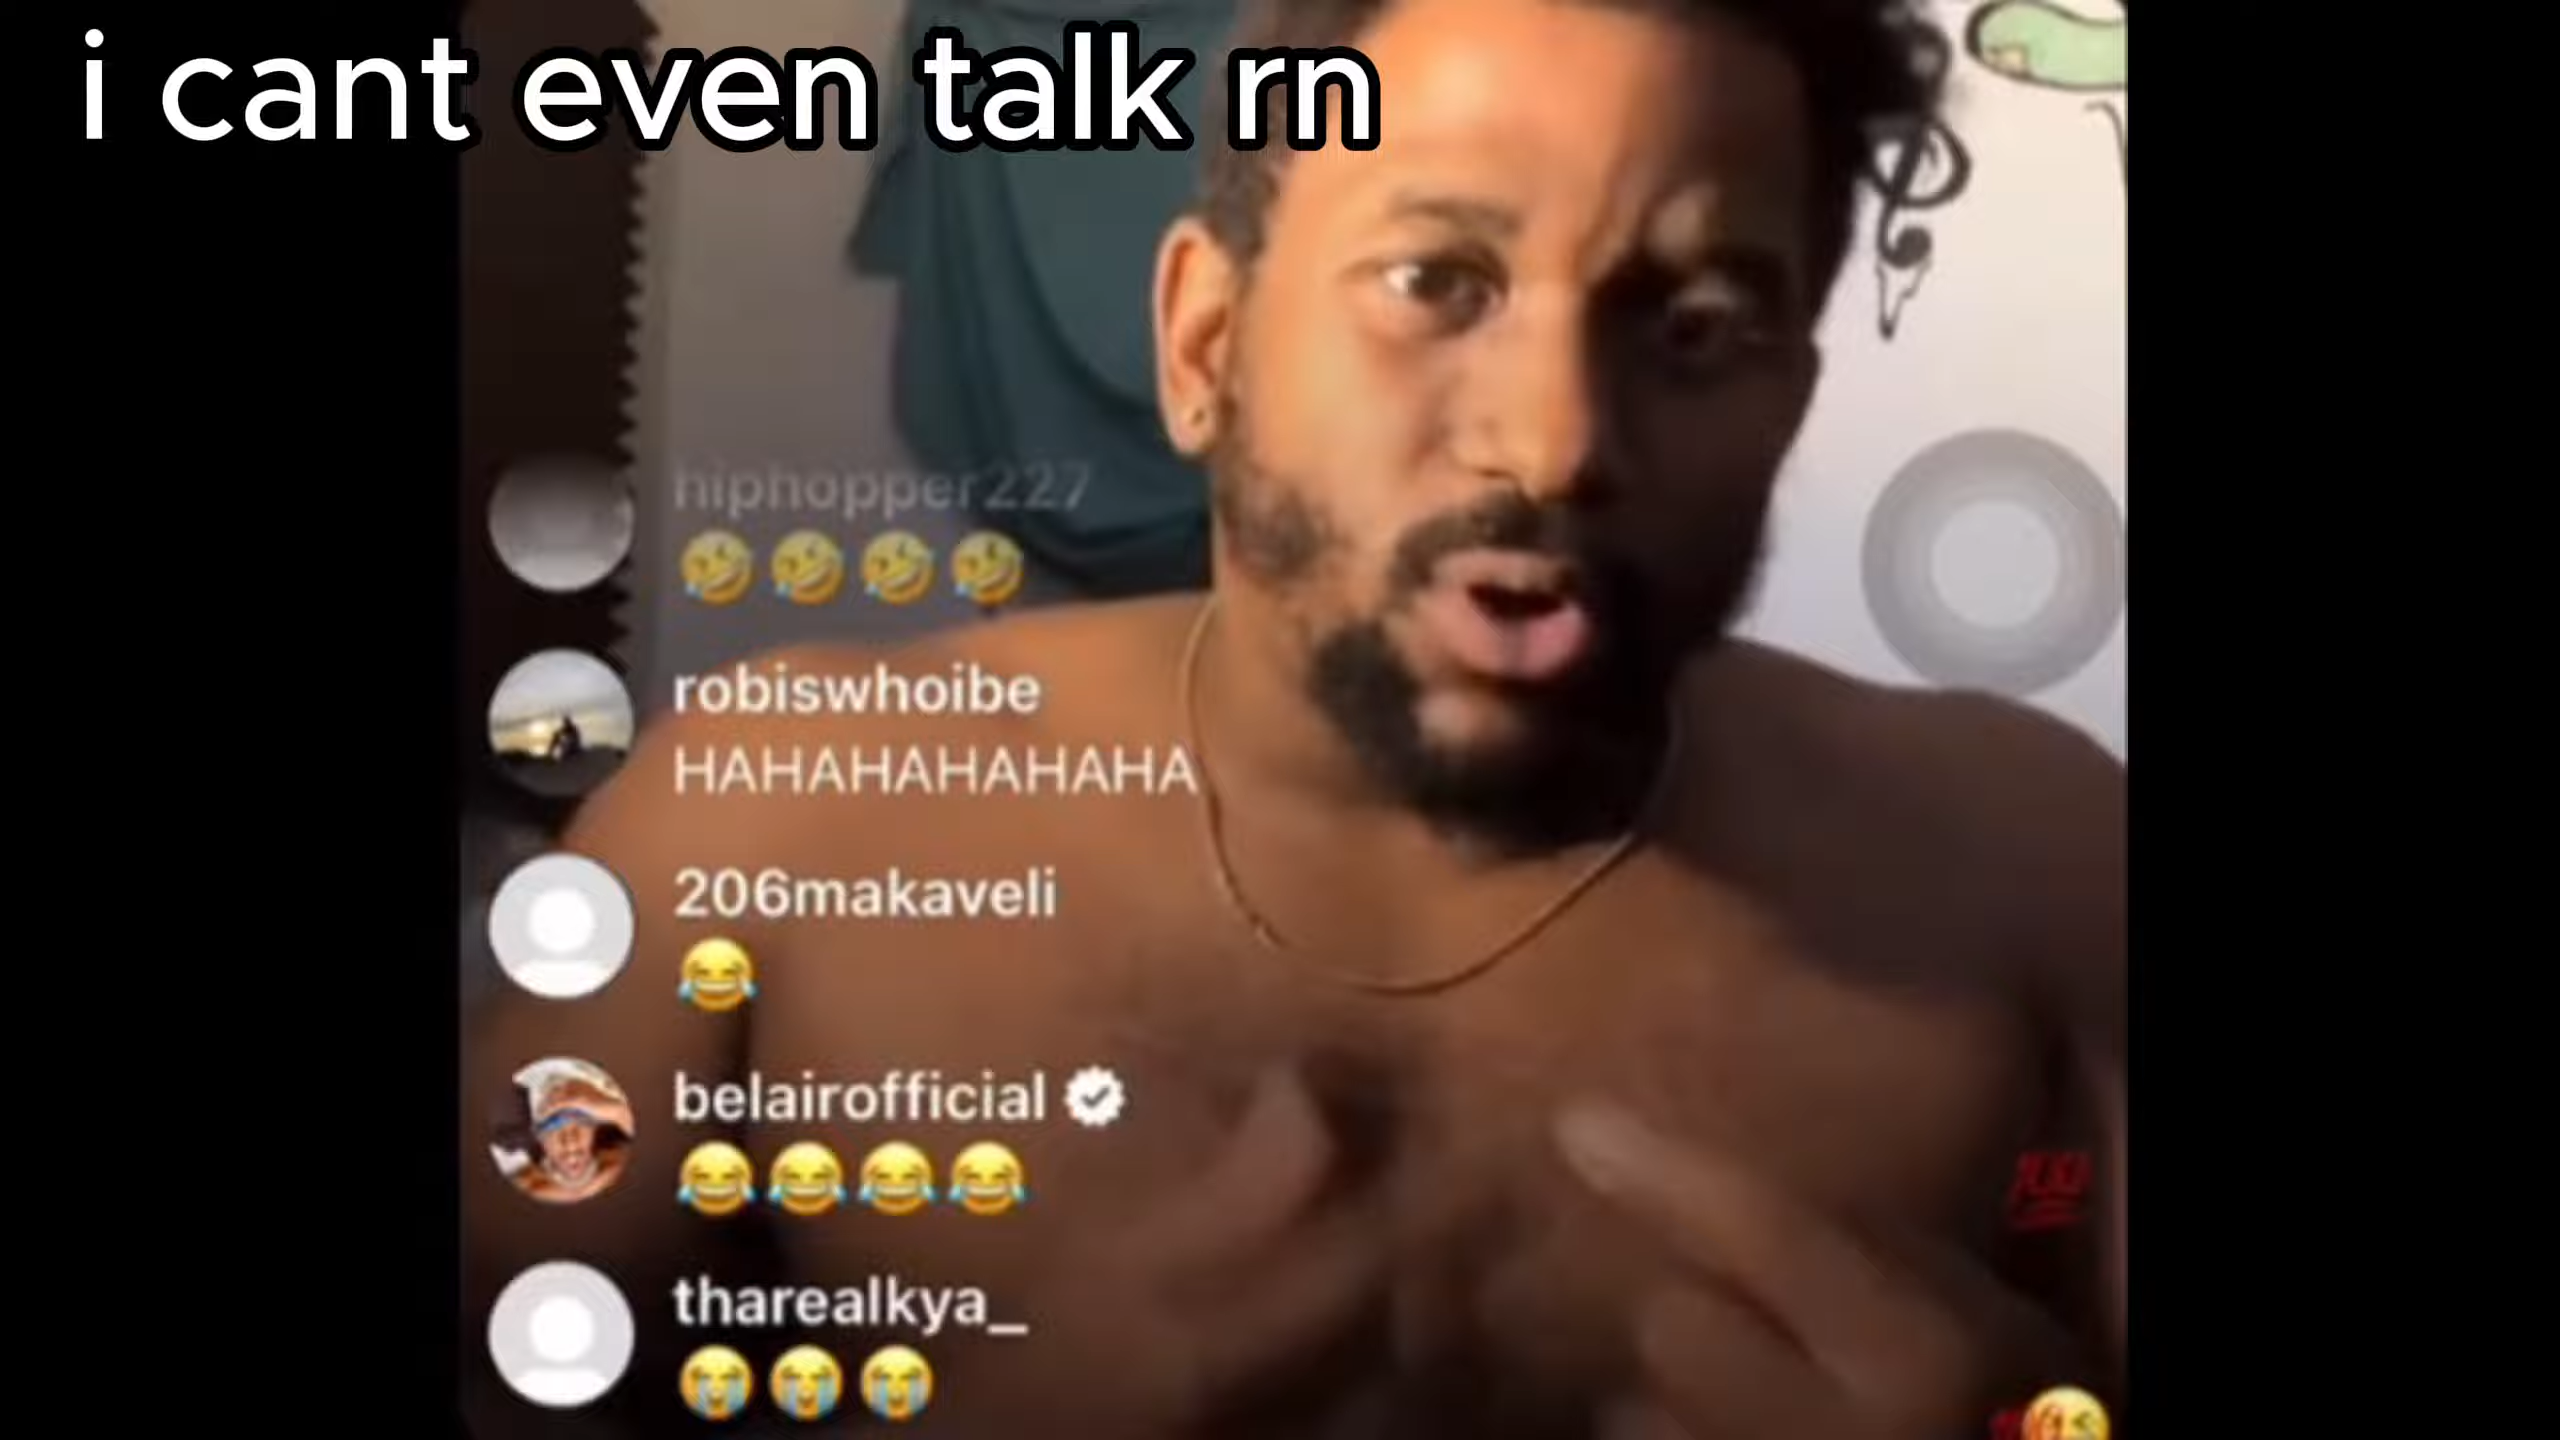 i cant even talk rn
hiphopper227
🤣🤣🤣🤣
robiswhoibe
HAHAHAHAHAHA
206makaveli
😂
belairofficial
😂😂😂😂
tharealkya_
😭😭😭
💯